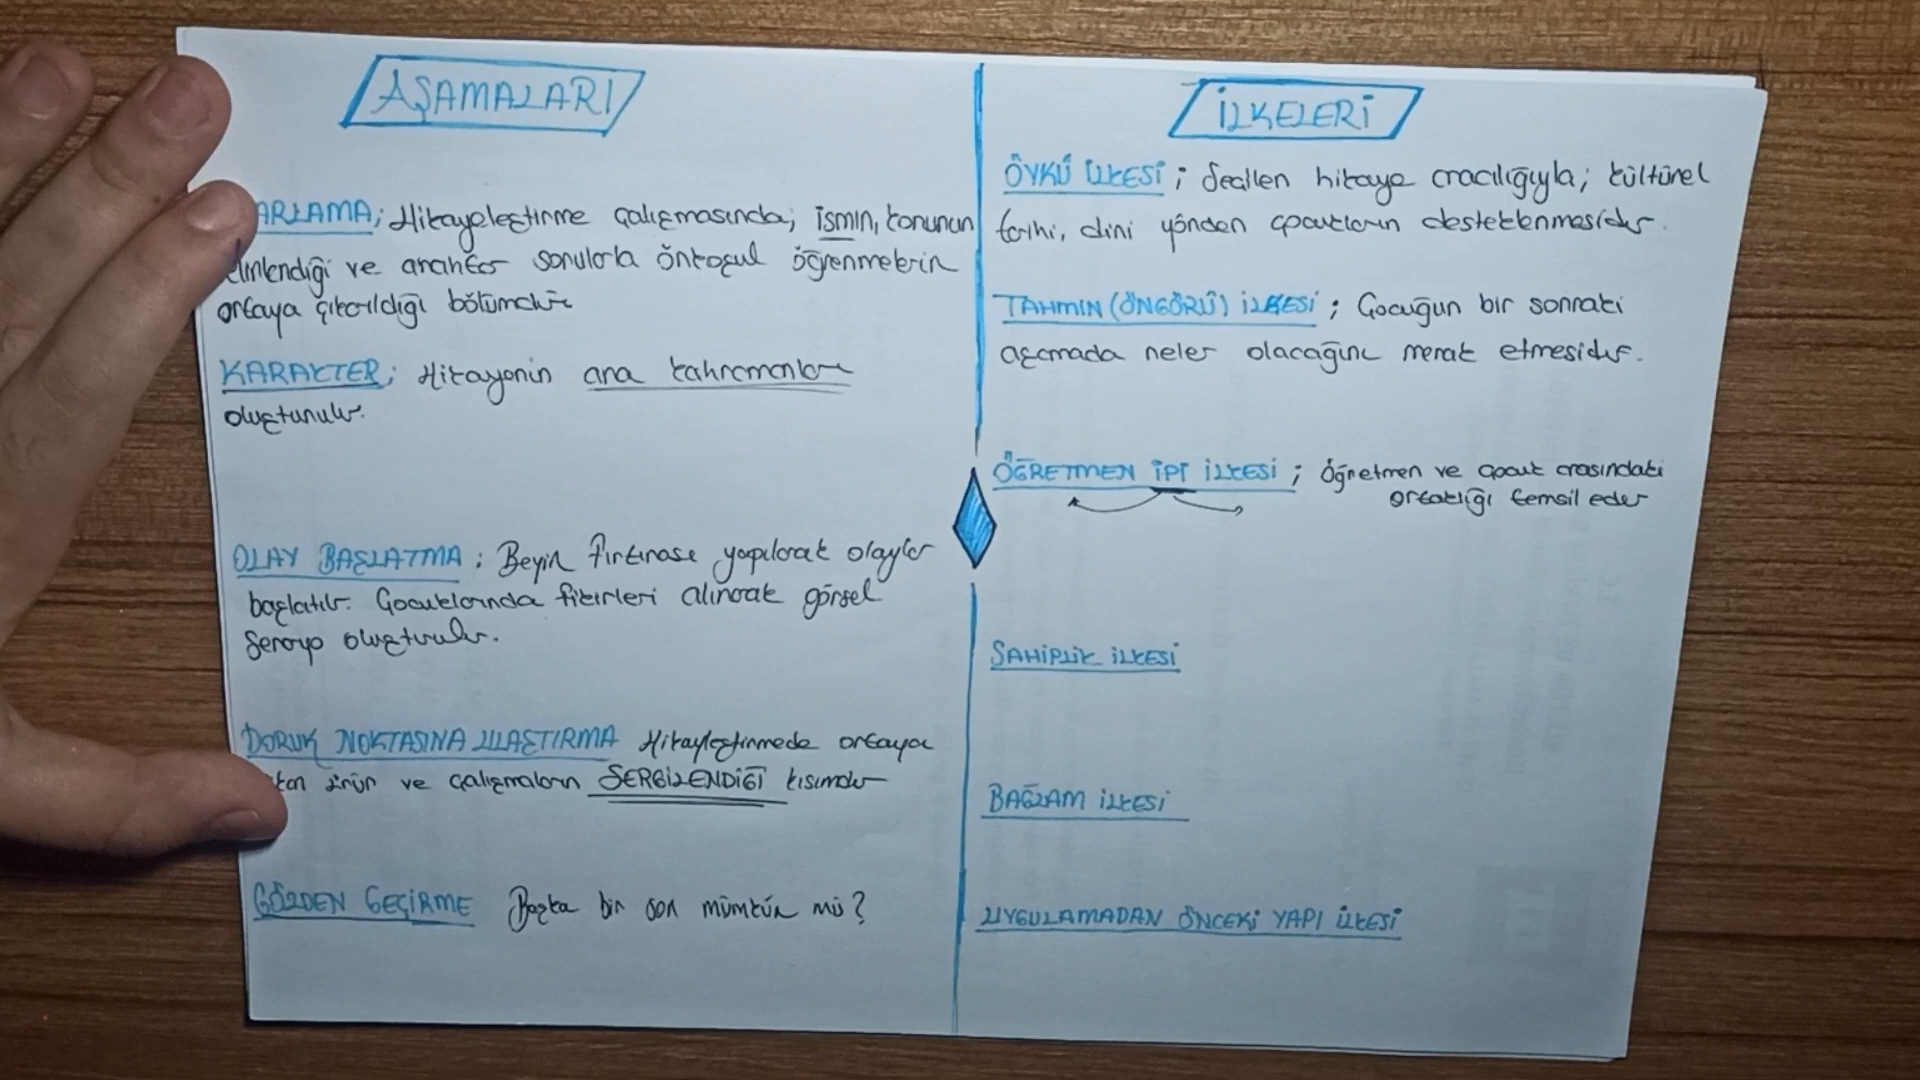 AŞAMALARI
ARLAMA; Hikayeleştirme çalışmasında; ismin, konunun
ve anahtar sorularla önkoşul öğrenmelerin
ortaya çıkarıldığı bölümdür
KARAKTER; Hikayenin ana kahramanları
oluşturulur.
OLAY BAŞLATMA : Beyin fırtınası yapılarak olaylar
başlatılır. Çocuklarında fikirleri alınarak görsel
Senaryo oluşturulur.
DORUK NOKTASINA ULAŞTIRMA Hikayleştirmede ortaya
ürün ve çalışmaların SERGİLENDİĞİ kısımdır
GÖZDEN GEÇİRME Başka bir son mümkün mü?
İLKELERİ
ÖYKÜ İLKESİ ; Seçilen hikaye aracılığıyla; kültürel
tarihi, dini yönden çocukların desteklenmesidir.
TAHMİN (ÖNGÖRÜ) İLKESİ ; Çocuğun bir sonraki
aşamada neler olacağını merak etmesidir.
ÖĞRETMEN İPİ İLKESİ ; Öğretmen ve çocuk arasındaki
ortaklığı temsil eder
SAHİPLİK İLKESİ
BAĞLAM İLKESİ
UYGULAMADAN ÖNCEKİ YAPI İLKESİ